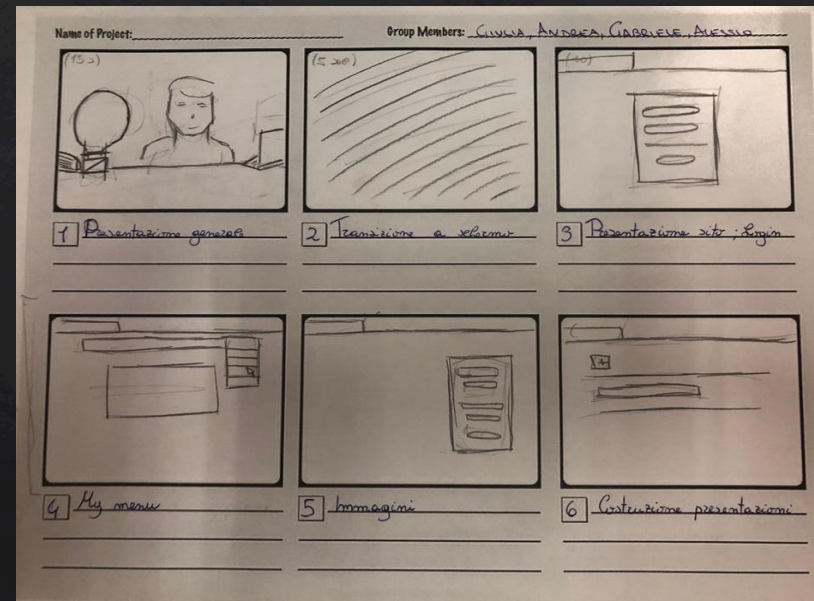 Name of Project:
Group Members: GIULIA, ANDREA, GABRIELE, ALESSIO
(15 s)
(5 sec)
1 Presentazione generale
2 Transizione a schermo
3 Presentazione sito; Login
4 My menu
5 Immagini
6 Costruzione presentazioni